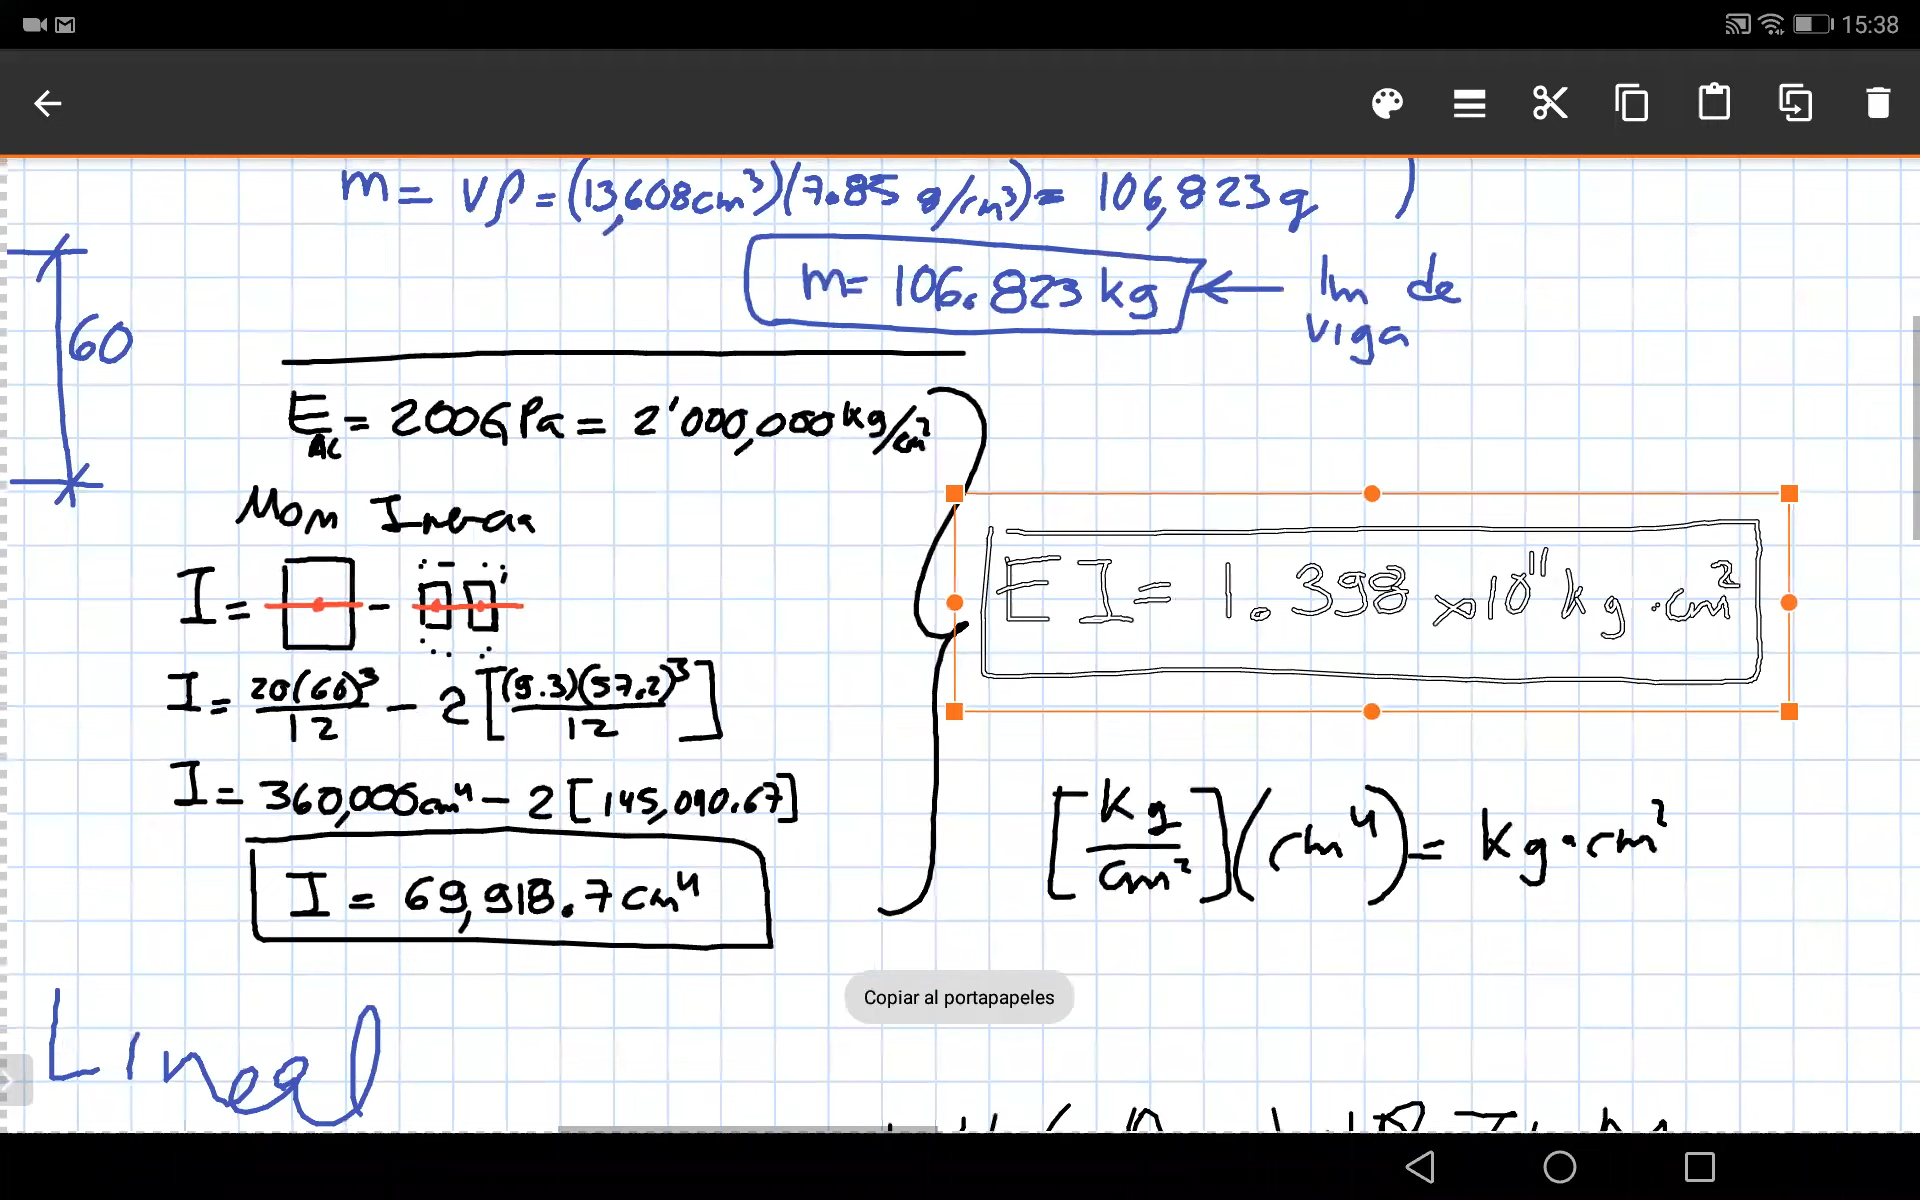 15:38
m = Vρ = (13,608cm³)(7.85 g/cm³) = 106,823g
m = 106.823 kg ← 1m de
viga
60
E = 200GPa = 2'000,000 kg/cm²
AC
Mom Inercia
I = -
I = 20(60)³/12 - 2[(9.3)(57.2)³/12]
I = 360,000cm⁴ - 2[145,040.67]
I = 69,918.7cm⁴
EI = 1.398 x10¹¹ kg·cm²
[kg/cm²](cm⁴) = kg·cm²
Copiar al portapapeles
Lineal